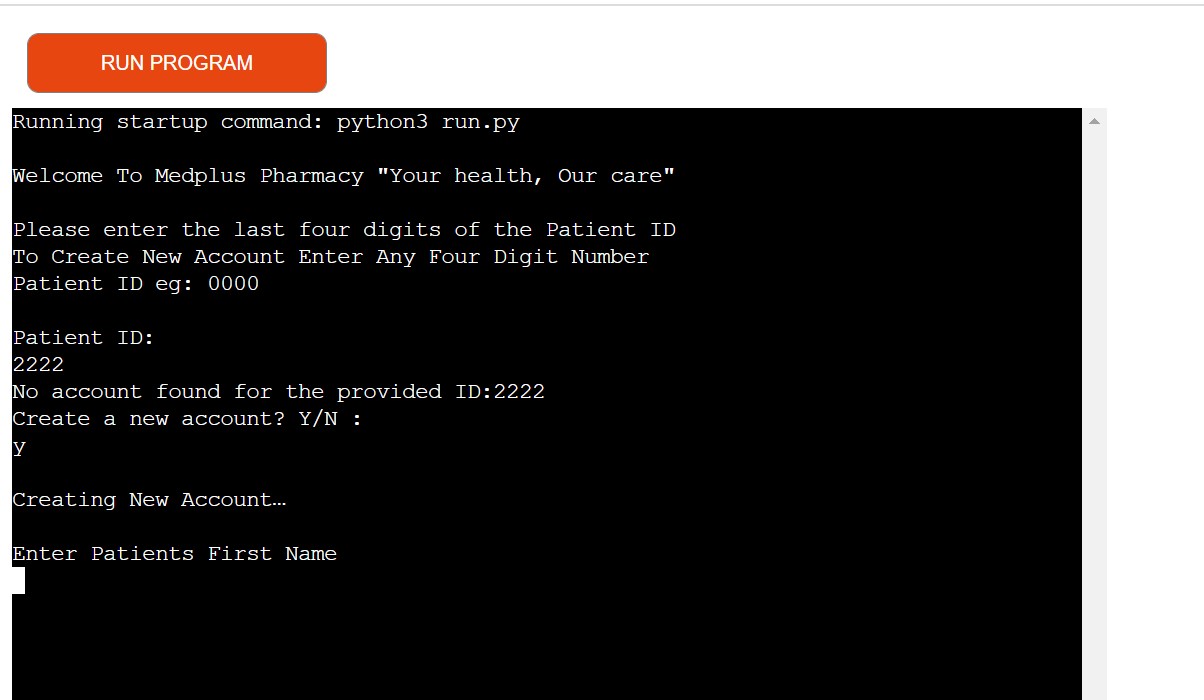 RUN PROGRAM
Running startup command: python3 run.py
Welcome To Medplus Pharmacy "Your health, Our care"
Please enter the last four digits of the Patient ID
To Create New Account Enter Any Four Digit Number
Patient ID eg: 0000
Patient ID:
2222
No account found for the provided ID:2222
Create a new account? Y/N :
y
Creating New Account…
Enter Patients First Name